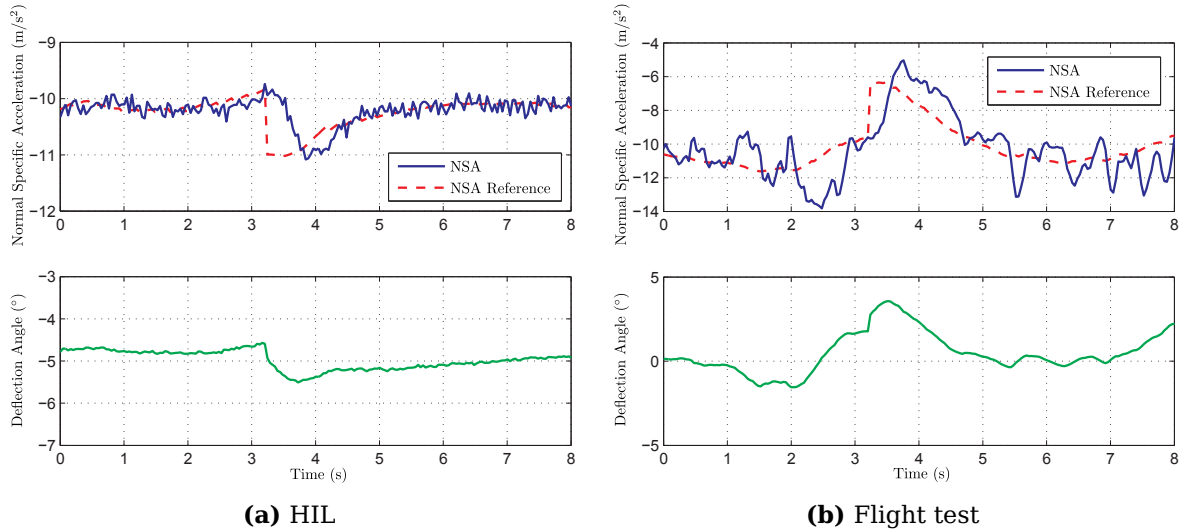 Normal Specific Acceleration (m/s²)
−9
−10
−11
−12
NSA
NSA Reference
0 1 2 3 4 5 6 7 8
Deflection Angle (°)
−3
−4
−5
−6
−7
0 1 2 3 4 5 6 7 8
Time (s)
(a) HIL
Normal Specific Acceleration (m/s²)
−4
−6
−8
−10
−12
−14
NSA
NSA Reference
0 1 2 3 4 5 6 7 8
Deflection Angle (°)
5
0
−5
0 1 2 3 4 5 6 7 8
Time (s)
(b) Flight test